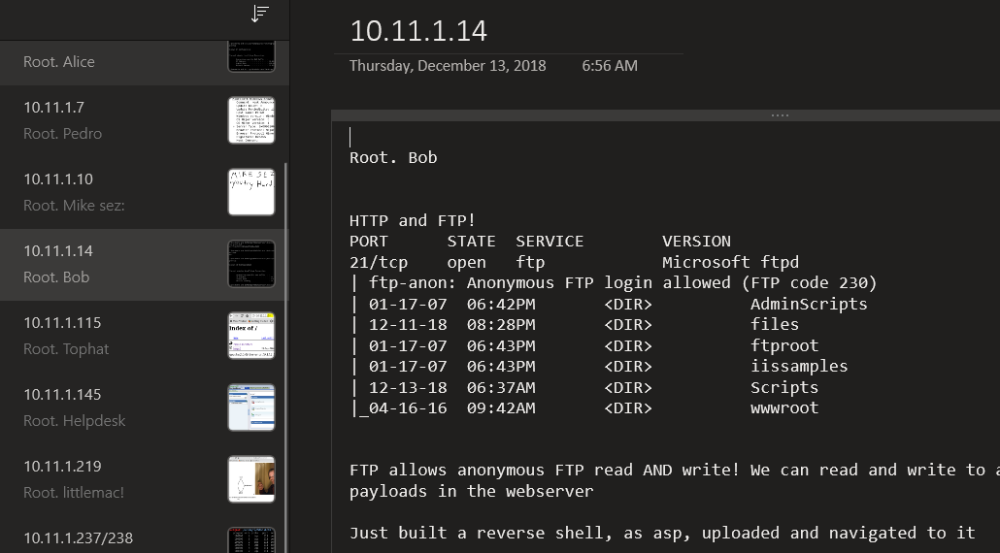 Root. Alice
10.11.1.7
Root. Pedro
10.11.1.10
Root. Mike sez:
MIKE SEZ
10.11.1.14
Root. Bob
10.11.1.115
Root. Tophat
Index of /
10.11.1.145
Root. Helpdesk
10.11.1.219
Root. littlemac!
10.11.1.237/238
10.11.1.14
Thursday, December 13, 2018 6:56 AM
Root. Bob
HTTP and FTP!
PORT STATE SERVICE VERSION
21/tcp open ftp Microsoft ftpd
| ftp-anon: Anonymous FTP login allowed (FTP code 230)
| 01-17-07 06:42PM <DIR> AdminScripts
| 12-11-18 08:28PM <DIR> files
| 01-17-07 06:43PM <DIR> ftproot
| 01-17-07 06:43PM <DIR> iissamples
| 12-13-18 06:37AM <DIR> Scripts
|_04-16-16 09:42AM <DIR> wwwroot
FTP allows anonymous FTP read AND write! We can read and write to
payloads in the webserver
Just built a reverse shell, as asp, uploaded and navigated to it